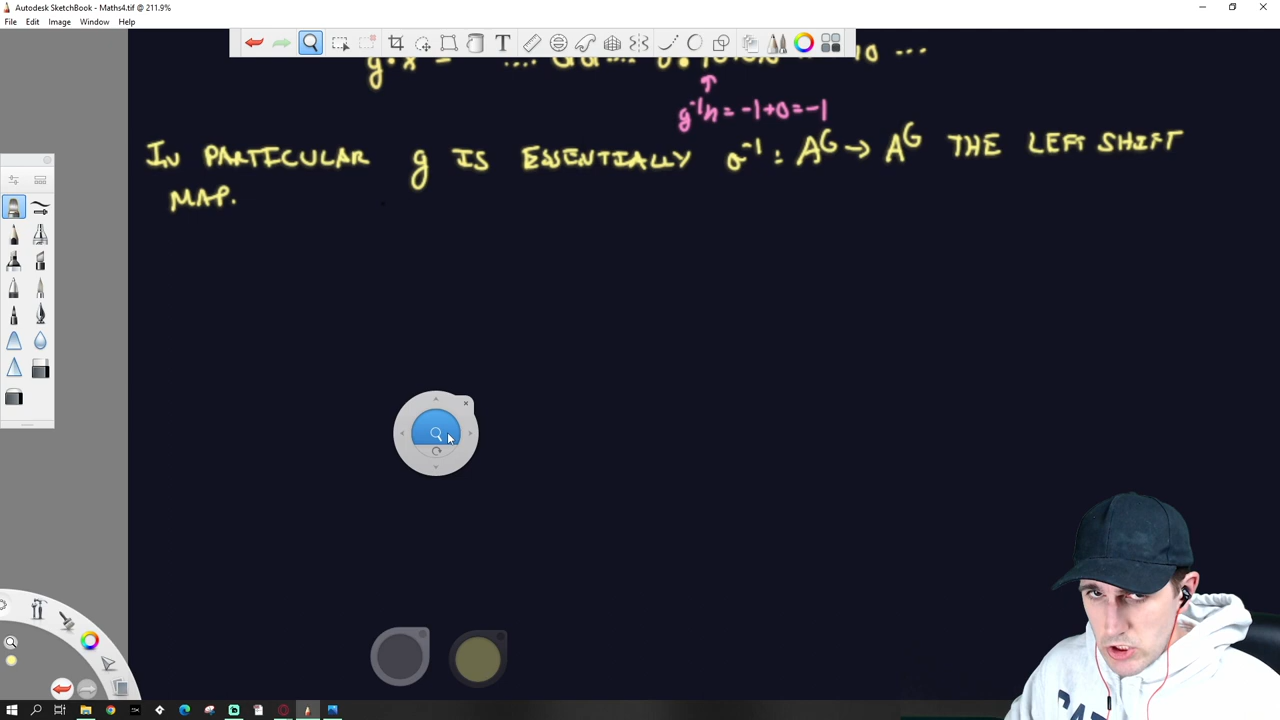 Autodesk SketchBook - Maths4.tif @ 211.9%
File Edit Image Window Help
g·x =
g⁻¹h = -1+0 = -1
IN PARTICULAR g IS ESSENTIALLY σ⁻¹ : A^G → A^G THE LEFT SHIFT
MAP.